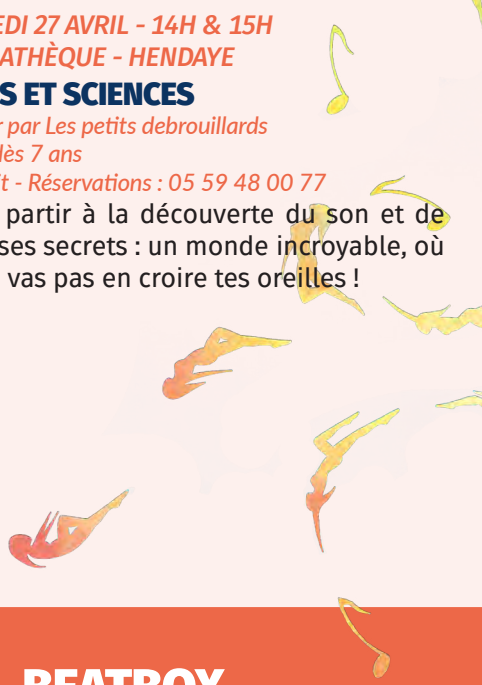 EDI 27 AVRIL - 14H & 15H
ATHÈQUE - HENDAYE
S ET SCIENCES
r par Les petits debrouillards
dès 7 ans
it - Réservations : 05 59 48 00 77
partir à la découverte du son et de
ses secrets : un monde incroyable, où
vas pas en croire tes oreilles !
BEATBOX